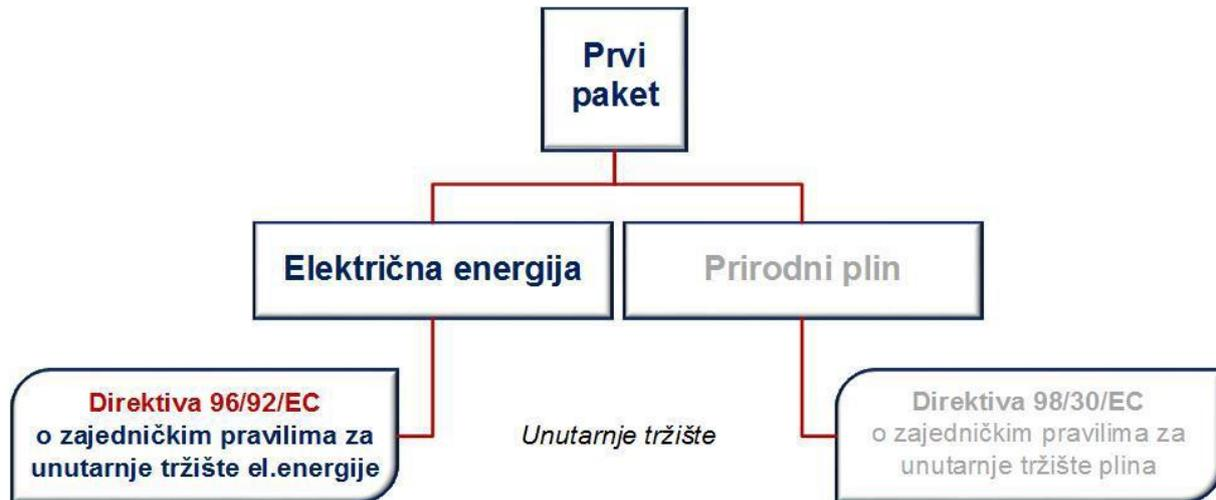 Prvi
paket
Električna energija
Prirodni plin
Direktiva 96/92/EC
o zajedničkim pravilima za
unutarnje tržište el.energije
Unutarnje tržište
Direktiva 98/30/EC
o zajedničkim pravilima za
unutarnje tržište plina